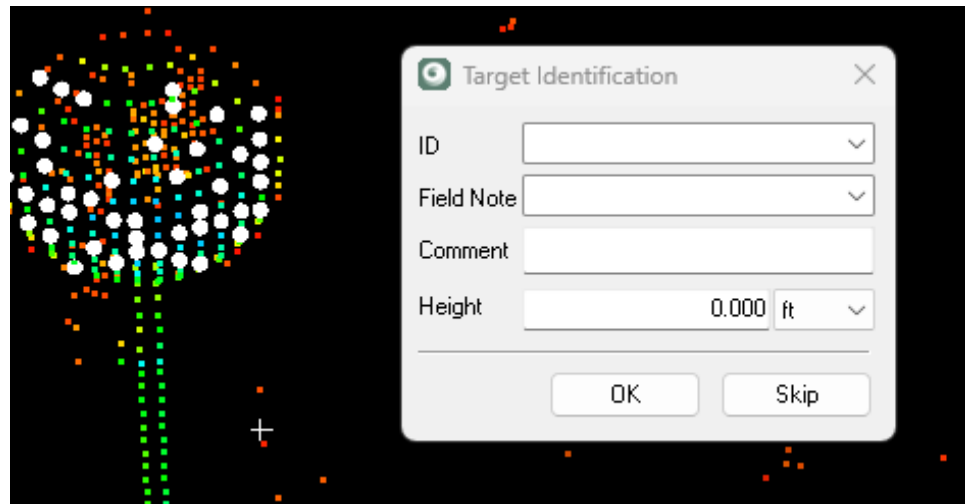 Target Identification
ID
Field Note
Comment
Height 0.000 ft
OK Skip